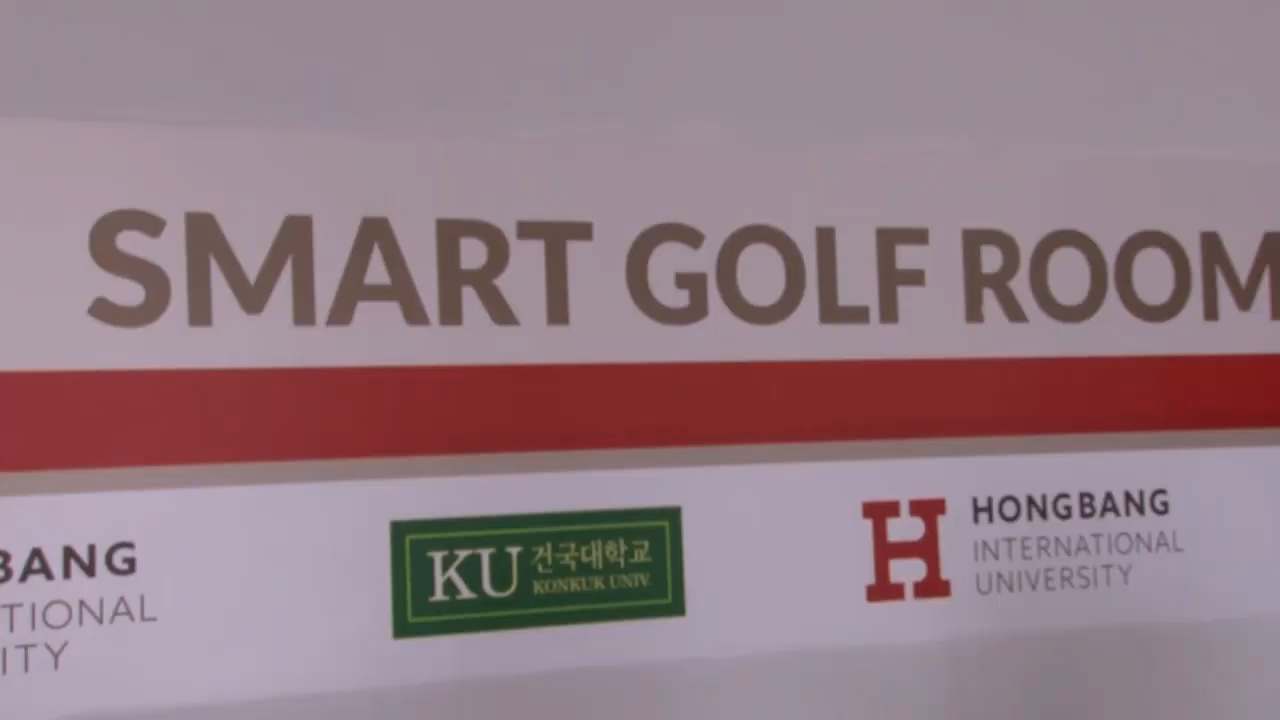 SMART GOLF ROOM
BANG
TIONAL
ITY
KU 건국대학교
KONKUK UNIV.
H HONGBANG
INTERNATIONAL
UNIVERSITY